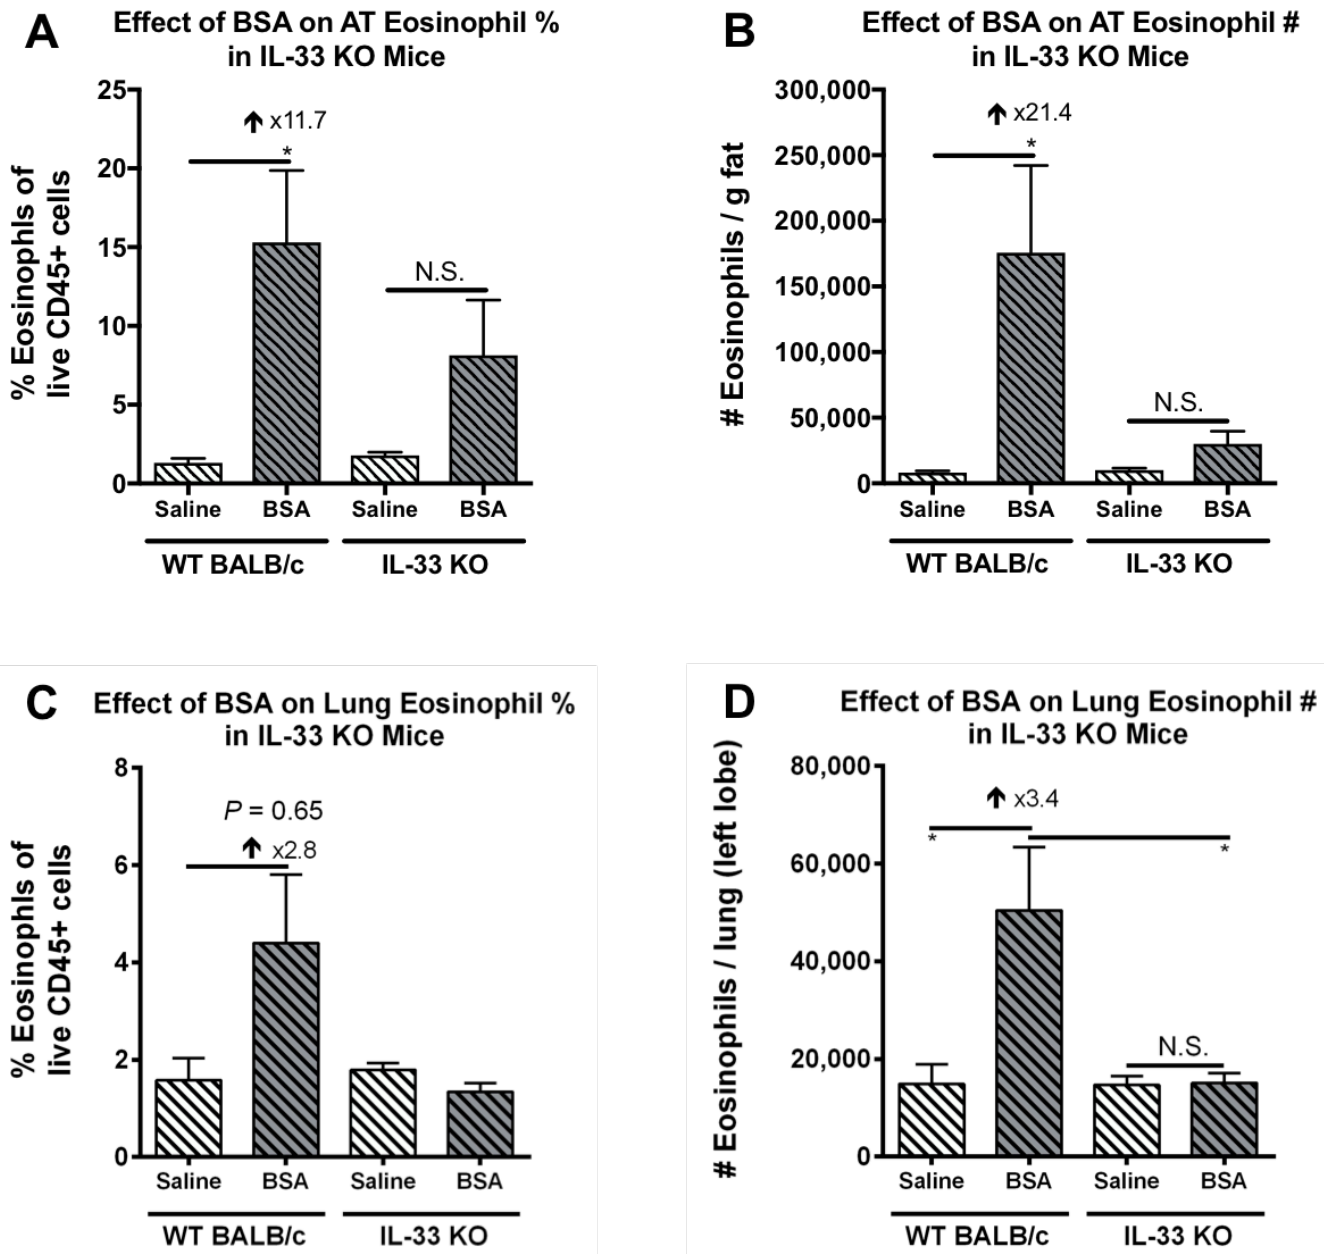 A
Effect of BSA on AT Eosinophil %
in IL-33 KO Mice
% Eosinophls of
live CD45+ cells
25
20
15
10
5
0
x11.7
*
N.S.
Saline
BSA
Saline
BSA
WT BALB/c
IL-33 KO
B
Effect of BSA on AT Eosinophil #
in IL-33 KO Mice
# Eosinophils / g fat
300,000
250,000
200,000
150,000
100,000
50,000
0
x21.4
*
N.S.
Saline
BSA
Saline
BSA
WT BALB/c
IL-33 KO
C
Effect of BSA on Lung Eosinophil %
in IL-33 KO Mice
% Eosinophls of
live CD45+ cells
8
6
4
2
0
P = 0.65
x2.8
Saline
BSA
Saline
BSA
WT BALB/c
IL-33 KO
D
Effect of BSA on Lung Eosinophil #
in IL-33 KO Mice
# Eosinophils / lung (left lobe)
80,000
60,000
40,000
20,000
0
x3.4
*
*
N.S.
Saline
BSA
Saline
BSA
WT BALB/c
IL-33 KO